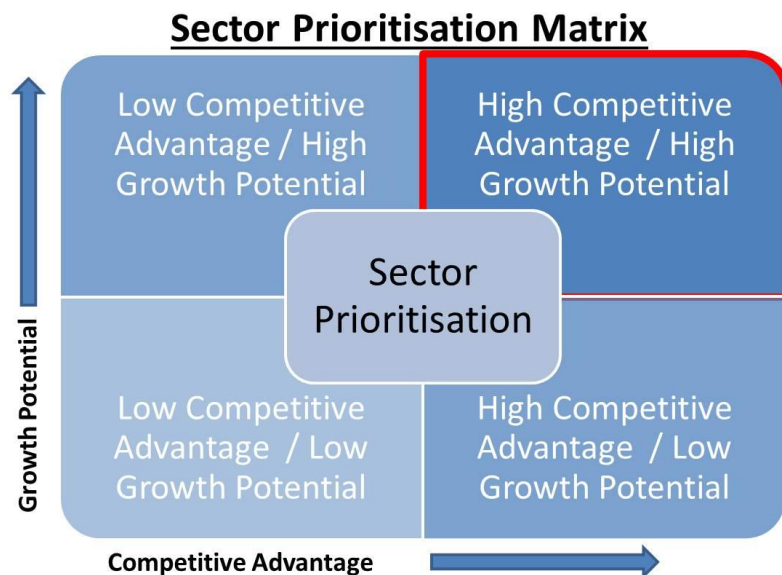 Sector Prioritisation Matrix
Low Competitive
Advantage / High
Growth Potential
High Competitive
Advantage / High
Growth Potential
Sector
Prioritisation
Low Competitive
Advantage / Low
Growth Potential
High Competitive
Advantage / Low
Growth Potential
Growth Potential
Competitive Advantage